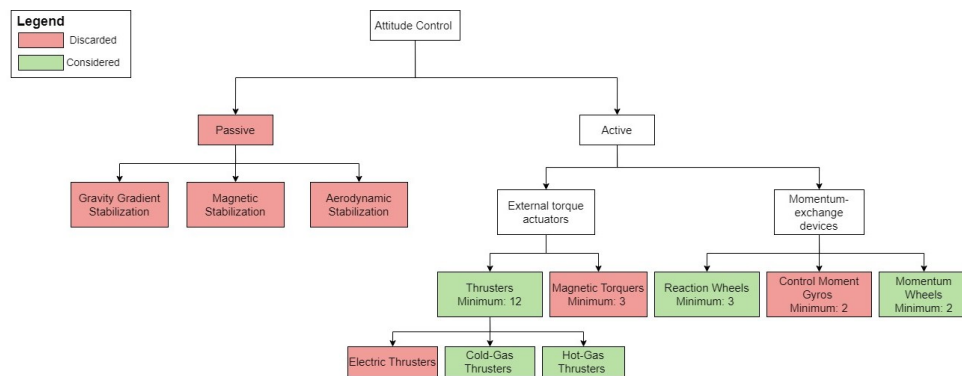 Legend
Discarded
Considered
Attitude Control
Passive
Active
Gravity Gradient
Stabilization
Magnetic
Stabilization
Aerodynamic
Stabilization
External torque
actuators
Momentum-
exchange
devices
Thrusters
Minimum: 12
Magnetic Torquers
Minimum: 3
Reaction Wheels
Minimum: 3
Control Moment
Gyros
Minimum: 2
Momentum
Wheels
Minimum: 2
Electric Thrusters
Cold-Gas
Thrusters
Hot-Gas
Thrusters